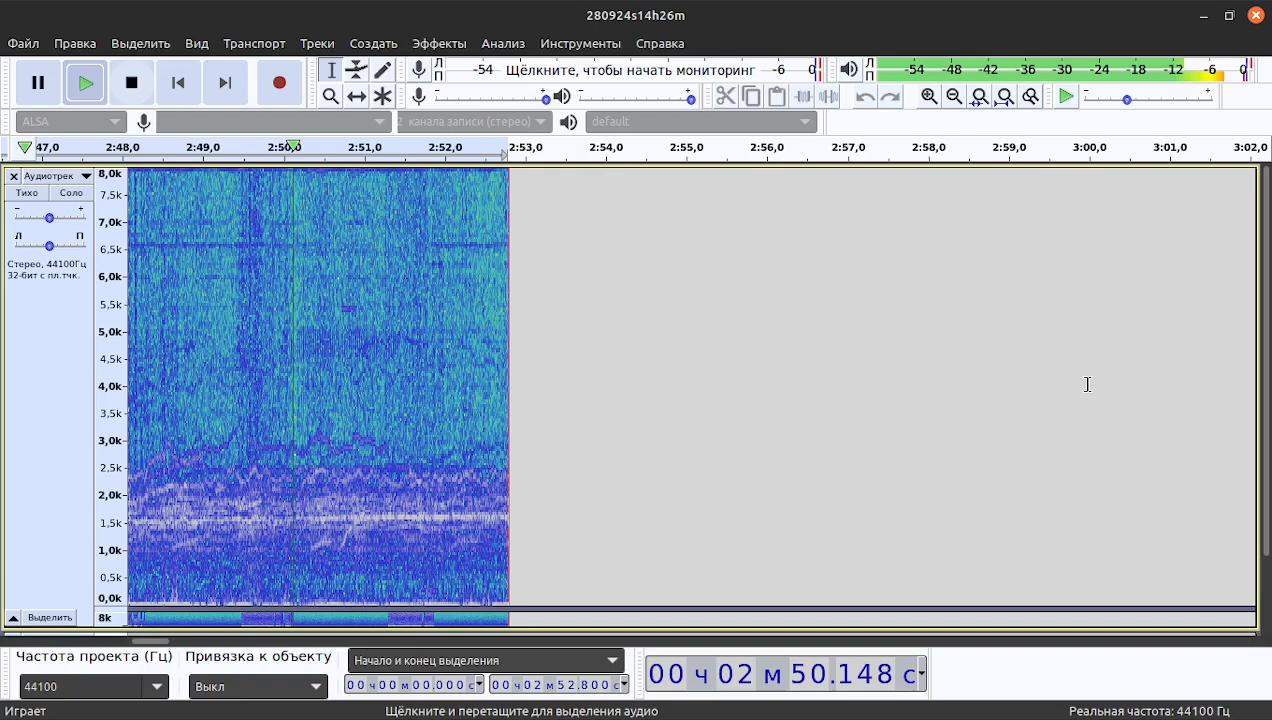 280924s14h26m
Файл Правка Выделить Вид Транспорт Треки Создать Эффекты Анализ Инструменты Справка
Л П -54 Щёлкните, чтобы начать мониторинг -6 0 Л П -54 -48 -42 -36 -30 -24 -18 -12 -6 0
ALSA 2 канала записи (стерео) default
47,0 2:48,0 2:49,0 2:50,0 2:51,0 2:52,0 2:53,0 2:54,0 2:55,0 2:56,0 2:57,0 2:58,0 2:59,0 3:00,0 3:01,0 3:02,0
Аудиотрек
Тихо Соло
- +
Л П
Стерео, 44100Гц
32-бит с пл.тчк.
Выделить
8,0k
7,5k
7,0k
6,5k
6,0k
5,5k
5,0k
4,5k
4,0k
3,5k
3,0k
2,5k
2,0k
1,5k
1,0k
0,5k
0,0k
8k
Частота проекта (Гц) Привязка к объекту Начало и конец выделения
44100 Выкл 00 ч 00 м 00.000 с 00 ч 02 м 52.800 с
00 ч 02 м 50.148 с
Играет Щёлкните и перетащите для выделения аудио Реальная частота: 44100 Гц